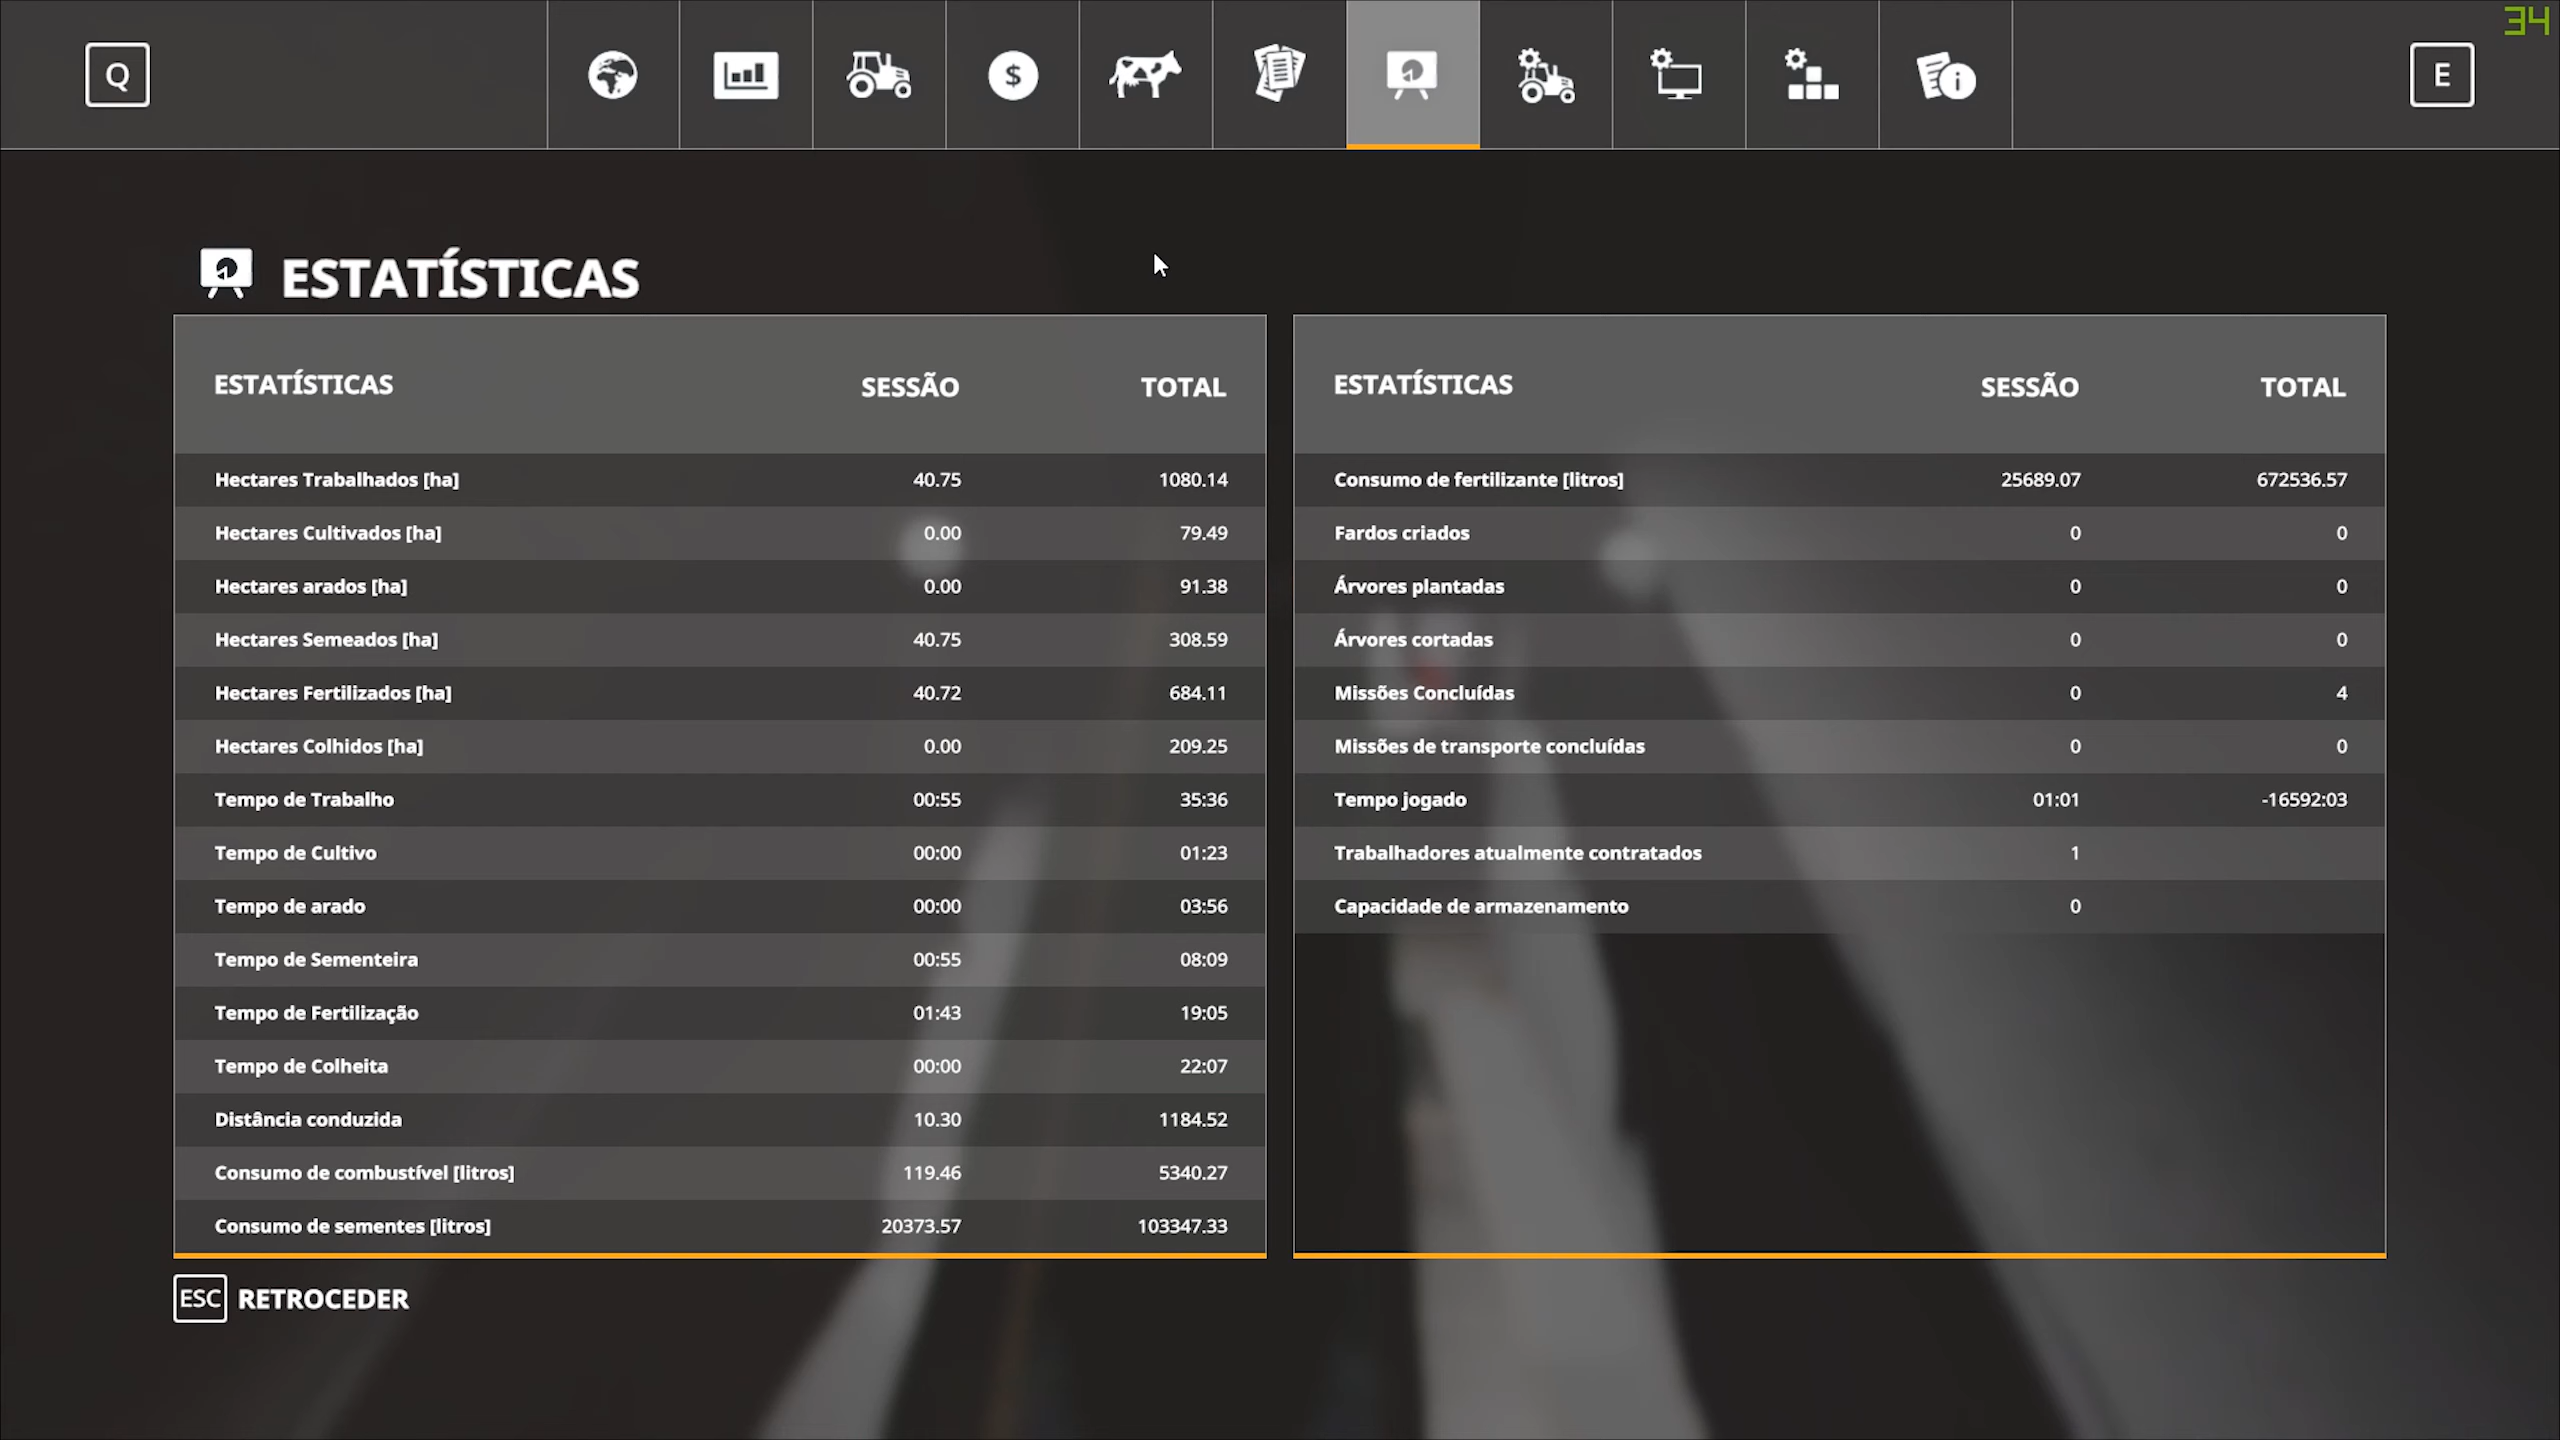 34
Q
E
ESTATÍSTICAS
ESTATÍSTICAS SESSÃO TOTAL
Hectares Trabalhados [ha] 40.75 1080.14
Hectares Cultivados [ha] 0.00 79.49
Hectares arados [ha] 0.00 91.38
Hectares Semeados [ha] 40.75 308.59
Hectares Fertilizados [ha] 40.72 684.11
Hectares Colhidos [ha] 0.00 209.25
Tempo de Trabalho 00:55 35:36
Tempo de Cultivo 00:00 01:23
Tempo de arado 00:00 03:56
Tempo de Sementeira 00:55 08:09
Tempo de Fertilização 01:43 19:05
Tempo de Colheita 00:00 22:07
Distância conduzida 10.30 1184.52
Consumo de combustível [litros] 119.46 5340.27
Consumo de sementes [litros] 20373.57 103347.33
ESTATÍSTICAS SESSÃO TOTAL
Consumo de fertilizante [litros] 25689.07 672536.57
Fardos criados 0 0
Árvores plantadas 0 0
Árvores cortadas 0 0
Missões Concluídas 0 4
Missões de transporte concluídas 0 0
Tempo jogado 01:01 -16592:03
Trabalhadores atualmente contratados 1
Capacidade de armazenamento 0
ESC RETROCEDER